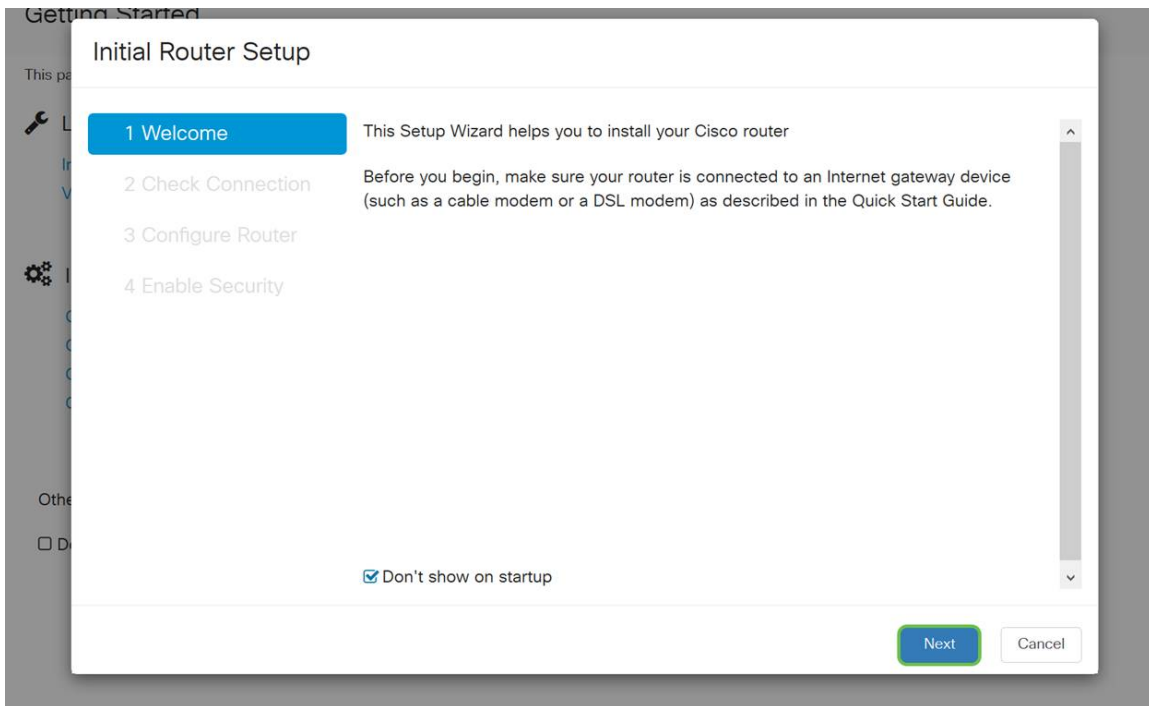 Getting Started
Initial Router Setup
This pa
1 Welcome
This Setup Wizard helps you to install your Cisco router
2 Check Connection
Before you begin, make sure your router is connected to an Internet gateway device
(such as a cable modem or a DSL modem) as described in the Quick Start Guide.
3 Configure Router
4 Enable Security
Othe
Don't show on startup
Next
Cancel